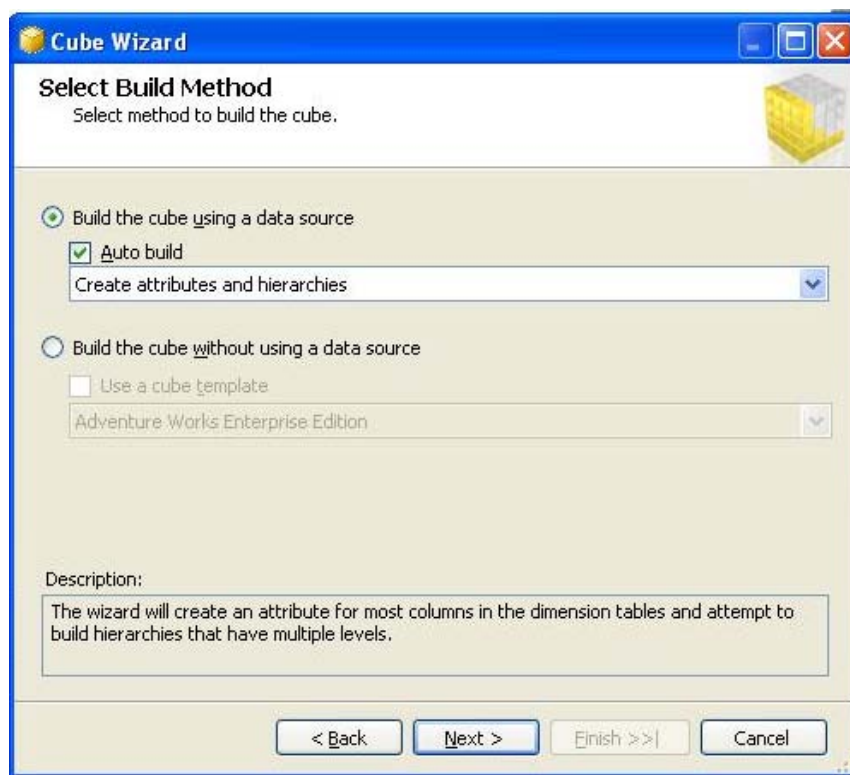 Cube Wizard
Select Build Method
Select method to build the cube.
Build the cube using a data source
Auto build
Create attributes and hierarchies
Build the cube without using a data source
Use a cube template
Adventure Works Enterprise Edition
Description:
The wizard will create an attribute for most columns in the dimension tables and attempt to
build hierarchies that have multiple levels.
< Back Next > Finish >>| Cancel